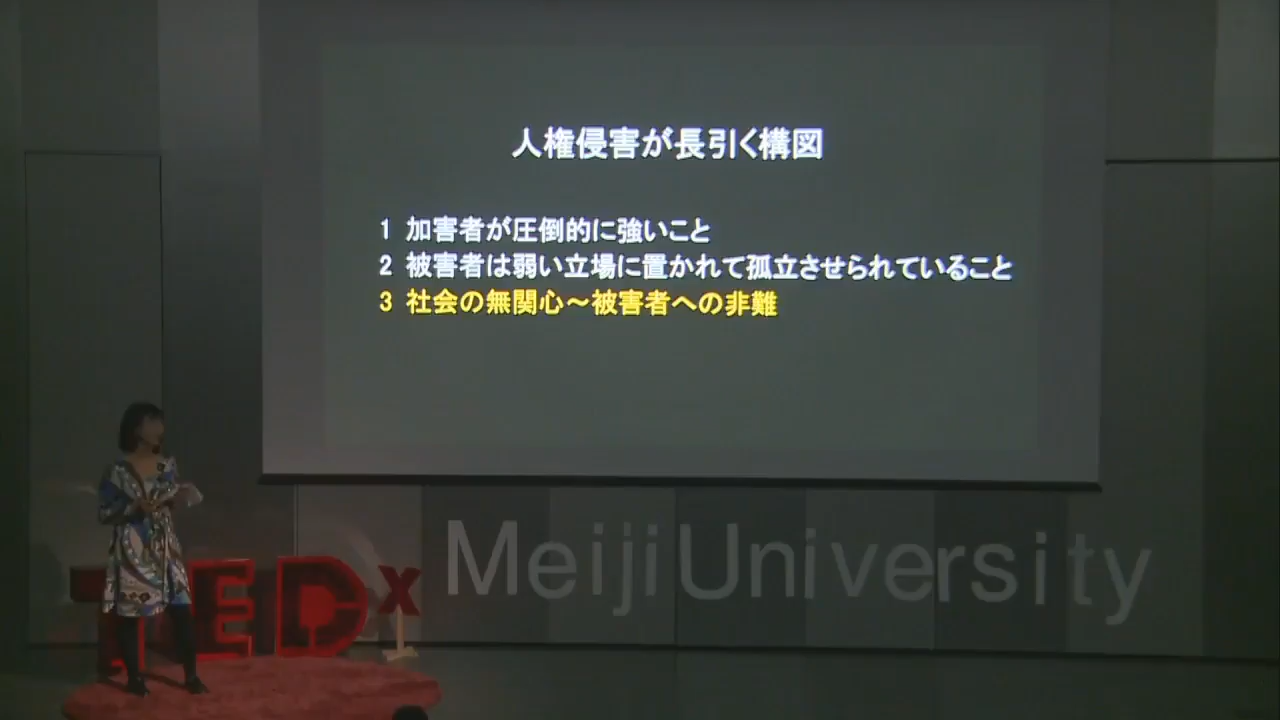 人権侵害が長引く構図
1 加害者が圧倒的に強いこと
2 被害者は弱い立場に置かれて孤立させられていること
3 社会の無関心～被害者への非難
TEDx
MeijiUniversity